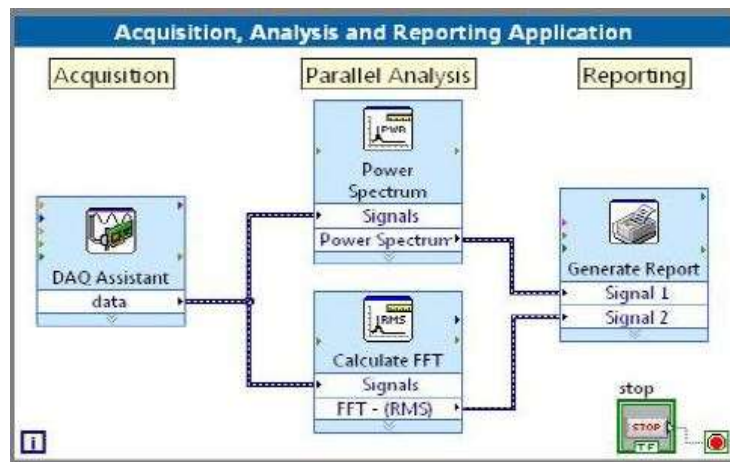 Acquisition, Analysis and Reporting Application
Acquisition
Parallel Analysis
Reporting
PWR
Power
Spectrum
Signals
Power Spectrum
DAQ Assistant
data
RMS
Calculate FFT
Signals
FFT - (RMS)
Generate Report
Signal 1
Signal 2
stop
STOP
TF
i